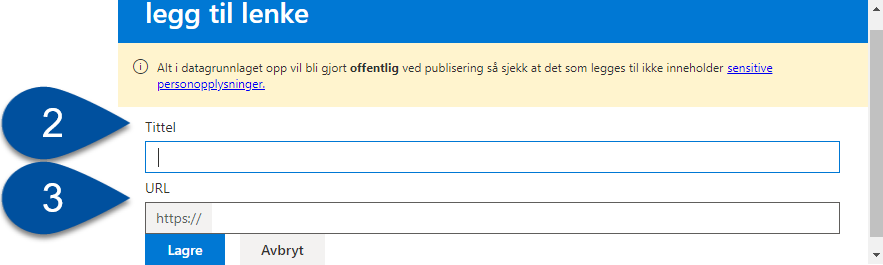 legg til lenke
Alt i datagrunnlaget opp vil bli gjort offentlig ved publisering så sjekk at det som legges til ikke inneholder sensitive
personopplysninger.
2
Tittel
3
URL
https://
Lagre
Avbryt